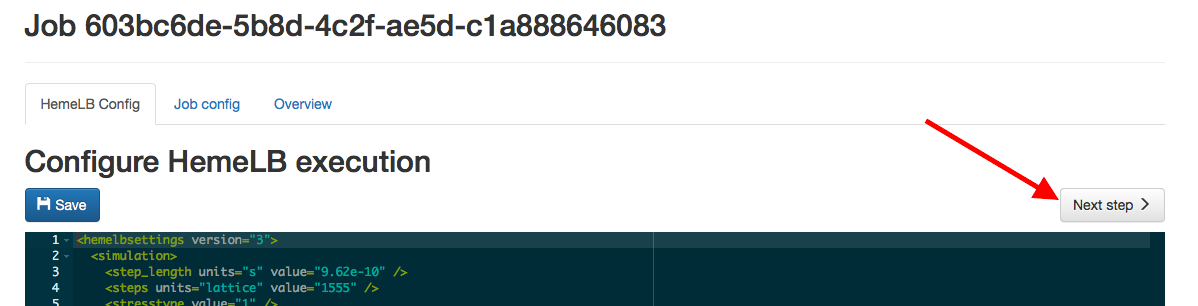 Job 603bc6de-5b8d-4c2f-ae5d-c1a888646083
HemeLB Config Job config Overview
Configure HemeLB execution
Save Next step
1 <hemelbsettings version="3">
2 <simulation>
3 <step_length units="s" value="9.62e-10" />
4 <steps units="lattice" value="1555" />
5 <stresstype value="1" />